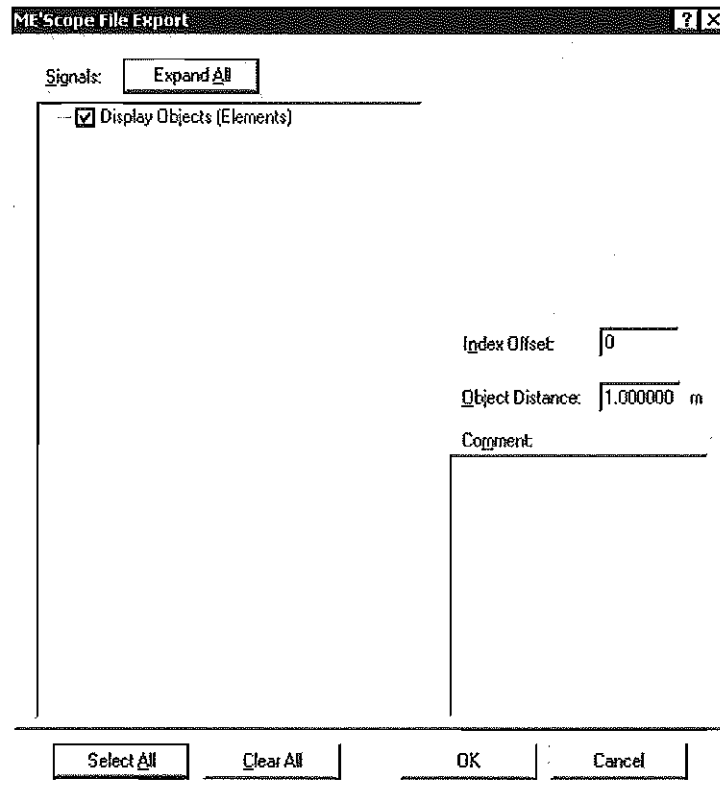 ME'Scope File Export ? ×
Signals: Expand All
Display Objects (Elements)
Index Offset: 0
Object Distance: 1.000000 m
Comment:
Select All Clear All OK Cancel